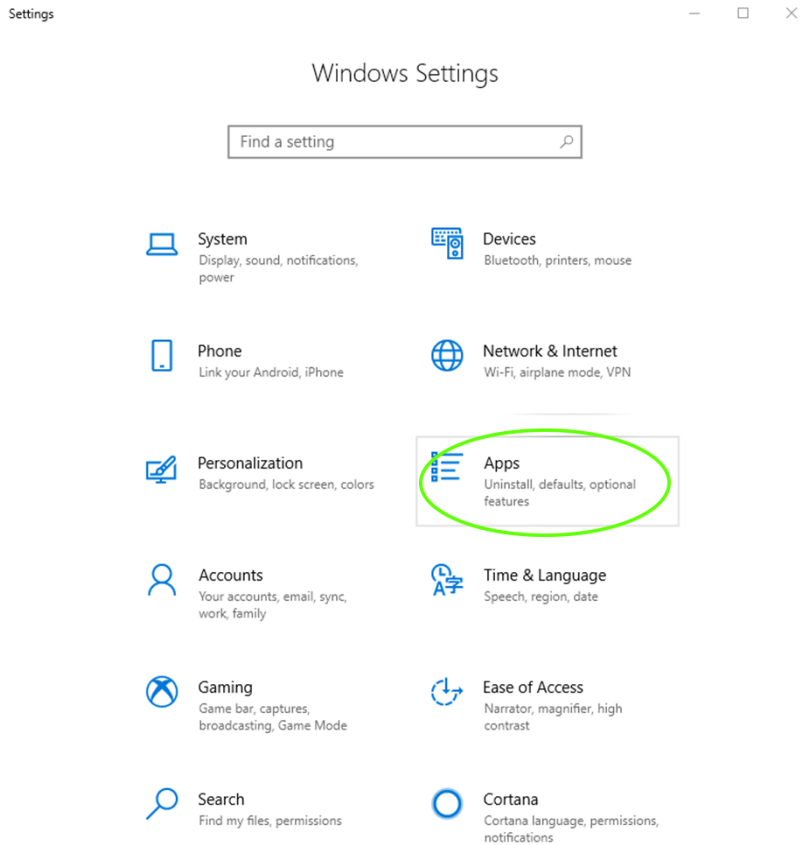 Settings
Windows Settings
Find a setting
System
Display, sound, notifications,
power
Devices
Bluetooth, printers, mouse
Phone
Link your Android, iPhone
Network & Internet
Wi-Fi, airplane mode, VPN
Personalization
Background, lock screen, colors
Apps
Uninstall, defaults, optional
features
Accounts
Your accounts, email, sync,
work, family
Time & Language
Speech, region, date
Gaming
Game bar, captures,
broadcasting, Game Mode
Ease of Access
Narrator, magnifier, high
contrast
Search
Find my files, permissions
Cortana
Cortana language, permissions,
notifications